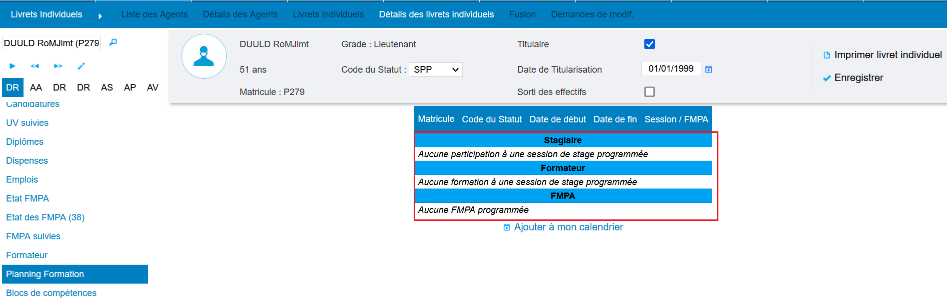 Livrets Individuels Liste des Agents Détails des Agents Livrets individuels Détails des livrets individuels Fusion Demandes de modif.
DUULD RoMJlmt (P279
DR AA DR DR AS AP AV
Candidatures
UV suivies
Diplômes
Dispenses
Emplois
Etat FMPA
Etat des FMPA (38)
FMPA suivies
Formateur
Planning Formation
Blocs de compétences
DUULD RoMJlmt Grade : Lieutenant Titulaire
51 ans Code du Statut : SPP Date de Titularisation 01/01/1999
Matricule : P279 Sorti des effectifs
Imprimer livret individuel
Enregistrer
Matricule Code du Statut Date de début Date de fin Session / FMPA
Stagiaire
Aucune participation à une session de stage programmée
Formateur
Aucune formation à une session de stage programmée
FMPA
Aucune FMPA programmée
Ajouter à mon calendrier